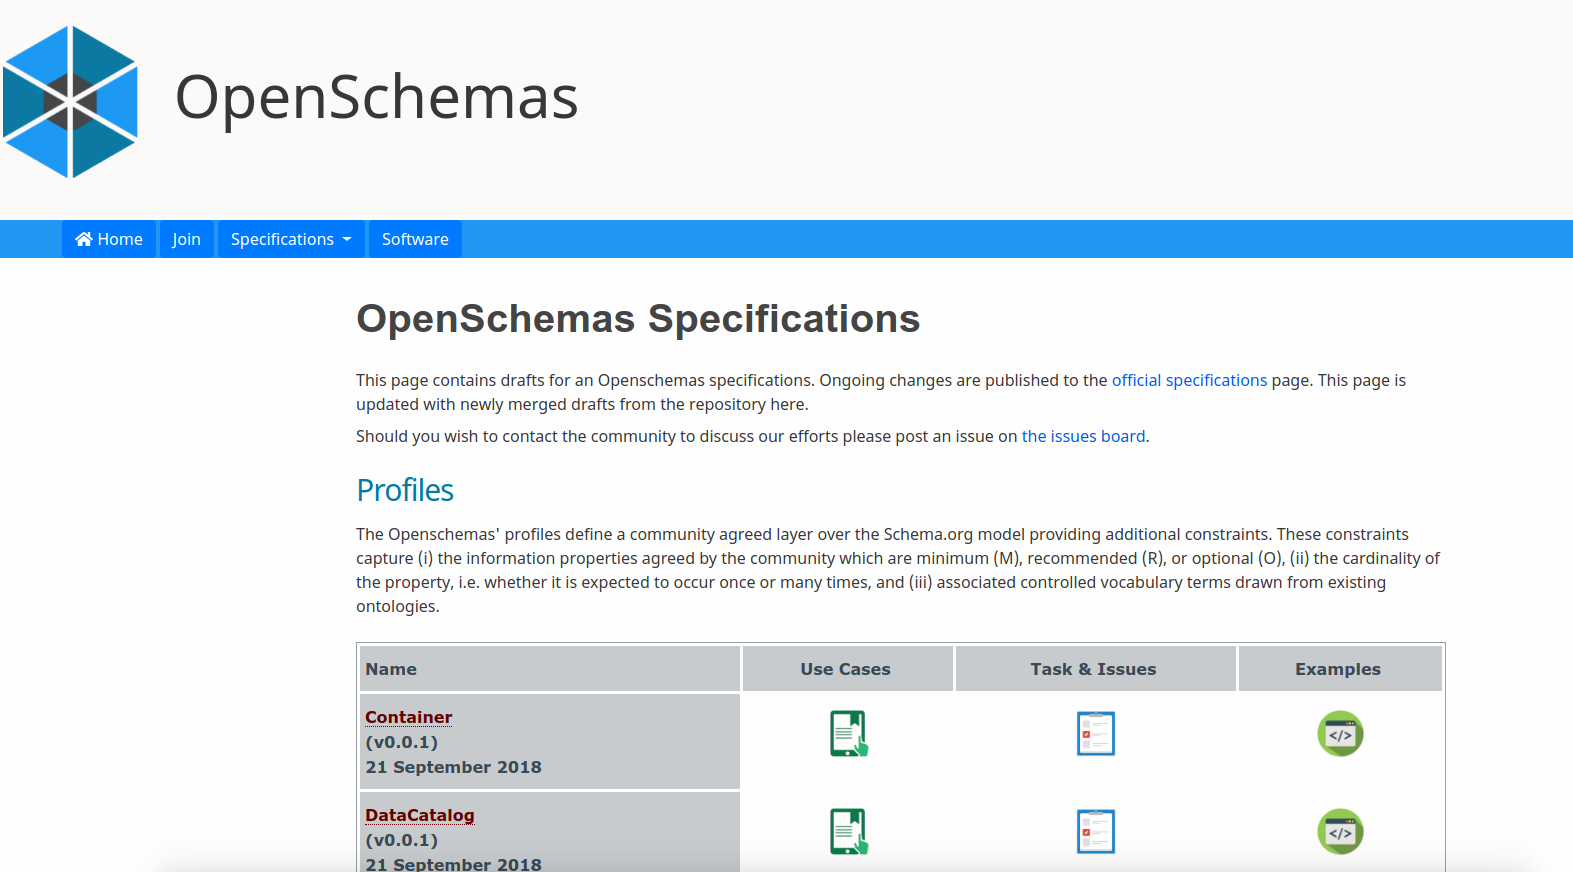 OpenSchemas
Home Join Specifications Software
OpenSchemas Specifications
This page contains drafts for an Openschemas specifications. Ongoing changes are published to the official specifications page. This page is
updated with newly merged drafts from the repository here.
Should you wish to contact the community to discuss our efforts please post an issue on the issues board.
Profiles
The Openschemas' profiles define a community agreed layer over the Schema.org model providing additional constraints. These constraints
capture (i) the information properties agreed by the community which are minimum (M), recommended (R), or optional (O), (ii) the cardinality of
the property, i.e. whether it is expected to occur once or many times, and (iii) associated controlled vocabulary terms drawn from existing
ontologies.
Name Use Cases Task & Issues Examples
Container
(v0.0.1)
21 September 2018
</>
DataCatalog
(v0.0.1)
21 September 2018
</>